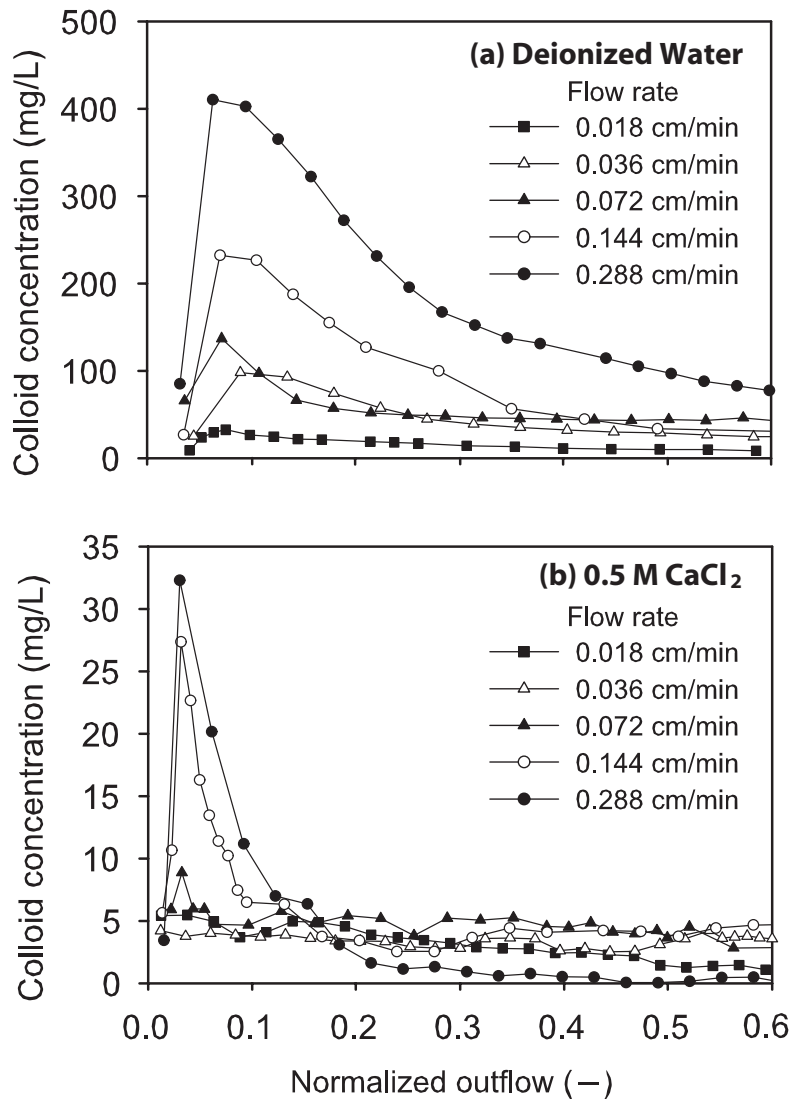 500
400
300
200
100
0
Colloid concentration (mg/L)
(a) Deionized Water
Flow rate
0.018 cm/min
0.036 cm/min
0.072 cm/min
0.144 cm/min
0.288 cm/min
35
30
25
20
15
10
5
0
Colloid concentration (mg/L)
(b) 0.5 M CaCl₂
Flow rate
0.018 cm/min
0.036 cm/min
0.072 cm/min
0.144 cm/min
0.288 cm/min
0.0 0.1 0.2 0.3 0.4 0.5 0.6
Normalized outflow (—)